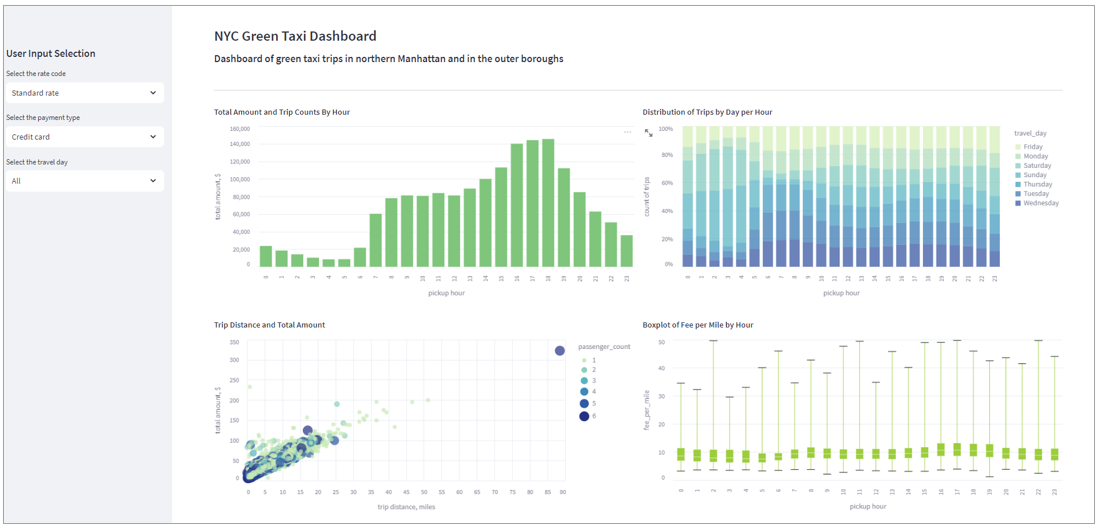 User Input Selection
Select the rate code
Standard rate
Select the payment type
Credit card
Select the travel day
All
NYC Green Taxi Dashboard
Dashboard of green taxi trips in northern Manhattan and in the outer boroughs
Total Amount and Trip Counts By Hour
total amount, $
160,000
140,000
120,000
100,000
80,000
60,000
40,000
20,000
0
0 1 2 3 4 5 6 7 8 9 10 11 12 13 14 15 16 17 18 19 20 21 22 23
pickup hour
Distribution of Trips by Day per Hour
count of trips
100%
80%
60%
40%
20%
0%
0 1 2 3 4 5 6 7 8 9 10 11 12 13 14 15 16 17 18 19 20 21 22 23
pickup hour
travel_day
Friday
Monday
Saturday
Sunday
Thursday
Tuesday
Wednesday
Trip Distance and Total Amount
total amount, $
350
300
250
200
150
100
50
0
0 5 10 15 20 25 30 35 40 45 50 55 60 65 70 75 80 85 90
trip distance, miles
passenger_count
1
2
3
4
5
6
Boxplot of Fee per Mile by Hour
fee_per_mile
50
40
30
20
10
0
0 1 2 3 4 5 6 7 8 9 10 11 12 13 14 15 16 17 18 19 20 21 22 23
pickup hour